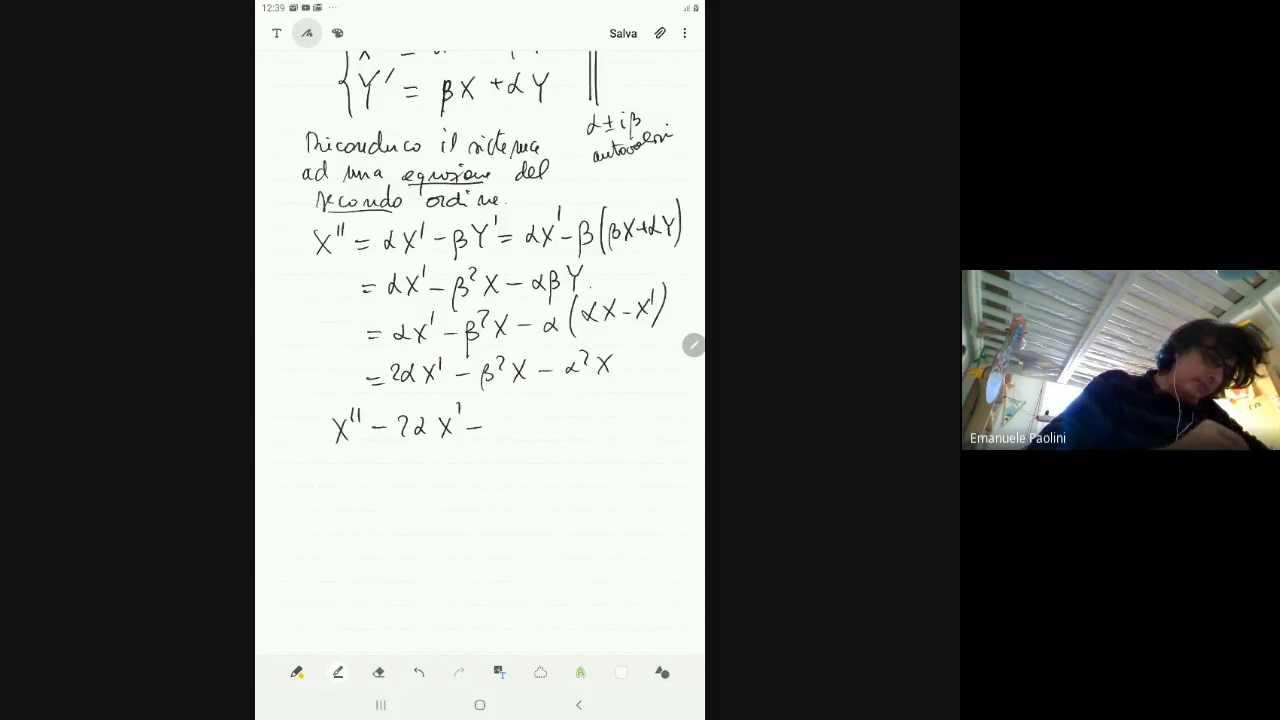 12:39
T
Salva
Y' = βX + αY
α ± iβ
autovalori
Riconduco il sistema
ad una equazione del
secondo ordine.
X'' = αX' - βY' = αX' - β(βX+αY)
= αX' - β²X - αβY.
= αX' - β²X - α(αX - X')
= 2αX' - β²X - α²X
X'' - 2αX' -
Emanuele Paolini